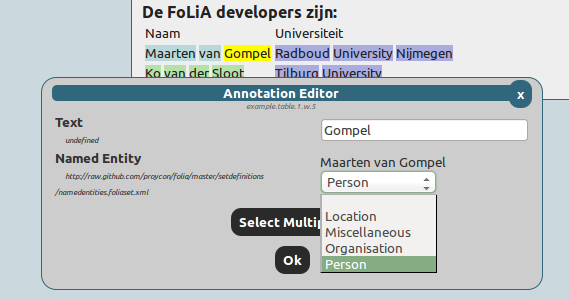 De FoLiA developers zijn:
Naam Universiteit
Maarten van Gompel Radboud University Nijmegen
Ko van der Sloot Tilburg University
Annotation Editor
x
example.table.1.w.5
Text
undefined
Gompel
Named Entity
http://raw.github.com/proycon/folia/master/setdefinitions
/namedentities.foliaset.xml
Maarten van Gompel
Person
Location
Miscellaneous
Organisation
Person
Select Multip
Ok